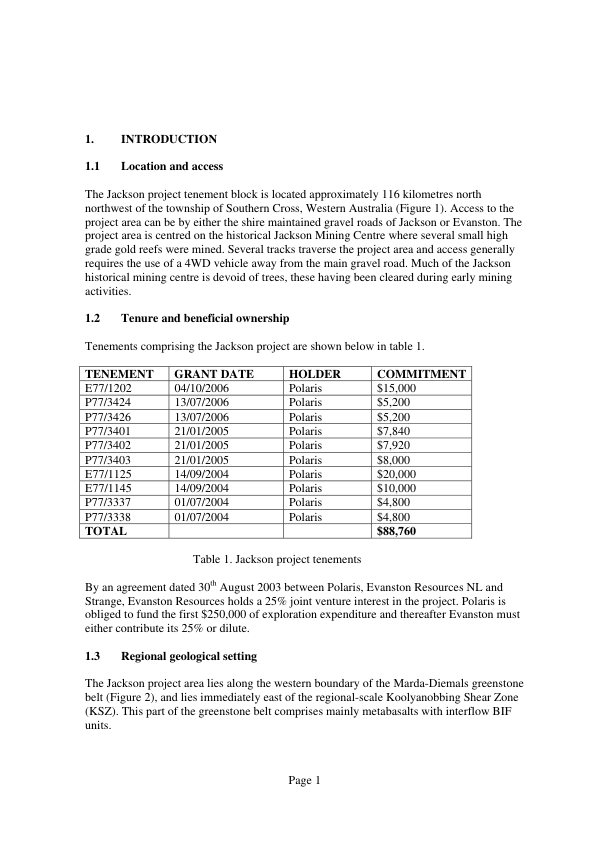 1. INTRODUCTION
1.1 Location and access
The Jackson project tenement block is located approximately 116 kilometres north
northwest of the township of Southern Cross, Western Australia (Figure 1). Access to the
project area can be by either the shire maintained gravel roads of Jackson or Evanston. The
project area is centred on the historical Jackson Mining Centre where several small high
grade gold reefs were mined. Several tracks traverse the project area and access generally
requires the use of a 4WD vehicle away from the main gravel road. Much of the Jackson
historical mining centre is devoid of trees, these having been cleared during early mining
activities.
1.2 Tenure and beneficial ownership
Tenements comprising the Jackson project are shown below in table 1.
TENEMENT GRANT DATE HOLDER COMMITMENT
E77/1202 04/10/2006 Polaris $15,000
P77/3424 13/07/2006 Polaris $5,200
P77/3426 13/07/2006 Polaris $5,200
P77/3401 21/01/2005 Polaris $7,840
P77/3402 21/01/2005 Polaris $7,920
P77/3403 21/01/2005 Polaris $8,000
E77/1125 14/09/2004 Polaris $20,000
E77/1145 14/09/2004 Polaris $10,000
P77/3337 01/07/2004 Polaris $4,800
P77/3338 01/07/2004 Polaris $4,800
TOTAL $88,760
Table 1. Jackson project tenements
By an agreement dated 30th August 2003 between Polaris, Evanston Resources NL and
Strange, Evanston Resources holds a 25% joint venture interest in the project. Polaris is
obliged to fund the first $250,000 of exploration expenditure and thereafter Evanston must
either contribute its 25% or dilute.
1.3 Regional geological setting
The Jackson project area lies along the western boundary of the Marda-Diemals greenstone
belt (Figure 2), and lies immediately east of the regional-scale Koolyanobbing Shear Zone
(KSZ). This part of the greenstone belt comprises mainly metabasalts with interflow BIF
units.
Page 1